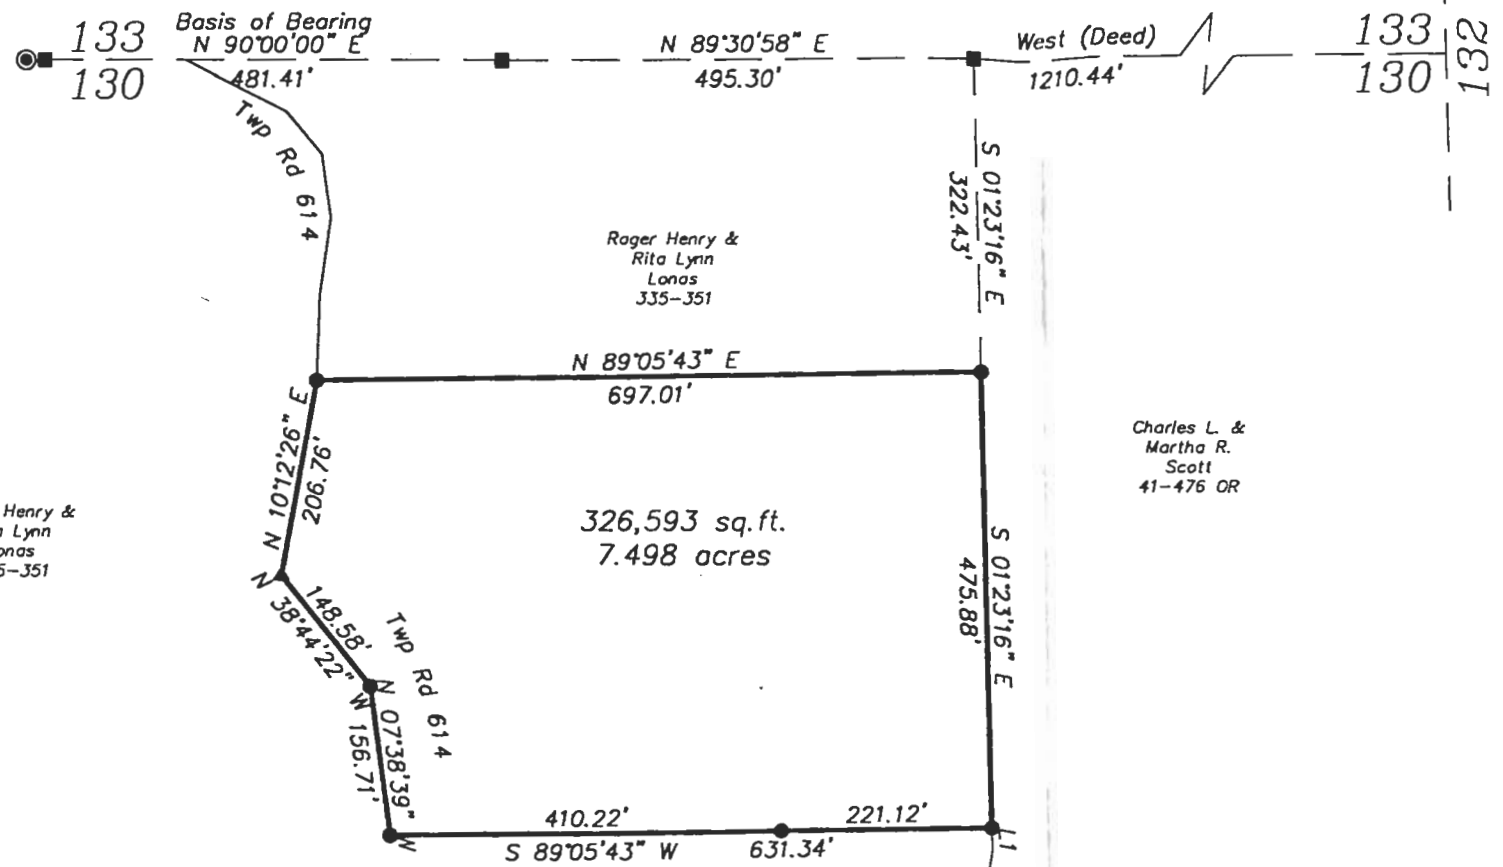 133
130
Basis of Bearing
N 90°00'00" E
481.41'
N 89°30'58" E
495.30'
West (Deed)
1210.44'
133
130
132
Twp Rd 614
S 01°23'16" E
322.43'
Roger Henry &
Rita Lynn
Lonas
335-351
N 89°05'43" E
697.01'
N 10°12'26" E
206.76'
Charles L. &
Martha R.
Scott
41-476 OR
Henry &
Lynn
onas
-351
326,593 sq.ft.
7.498 acres
S 01°23'16" E
475.88'
148.58'
N 38°44'22" W
Twp Rd 614
N 07°38'39" W
156.71'
410.22'
221.12'
S 89°05'43" W
631.34'
L1